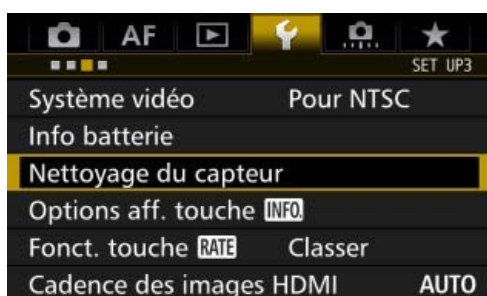 AF
SET UP3
Système vidéo Pour NTSC
Info batterie
Nettoyage du capteur
Options aff. touche INFO.
Fonct. touche RATE Classer
Cadence des images HDMI AUTO